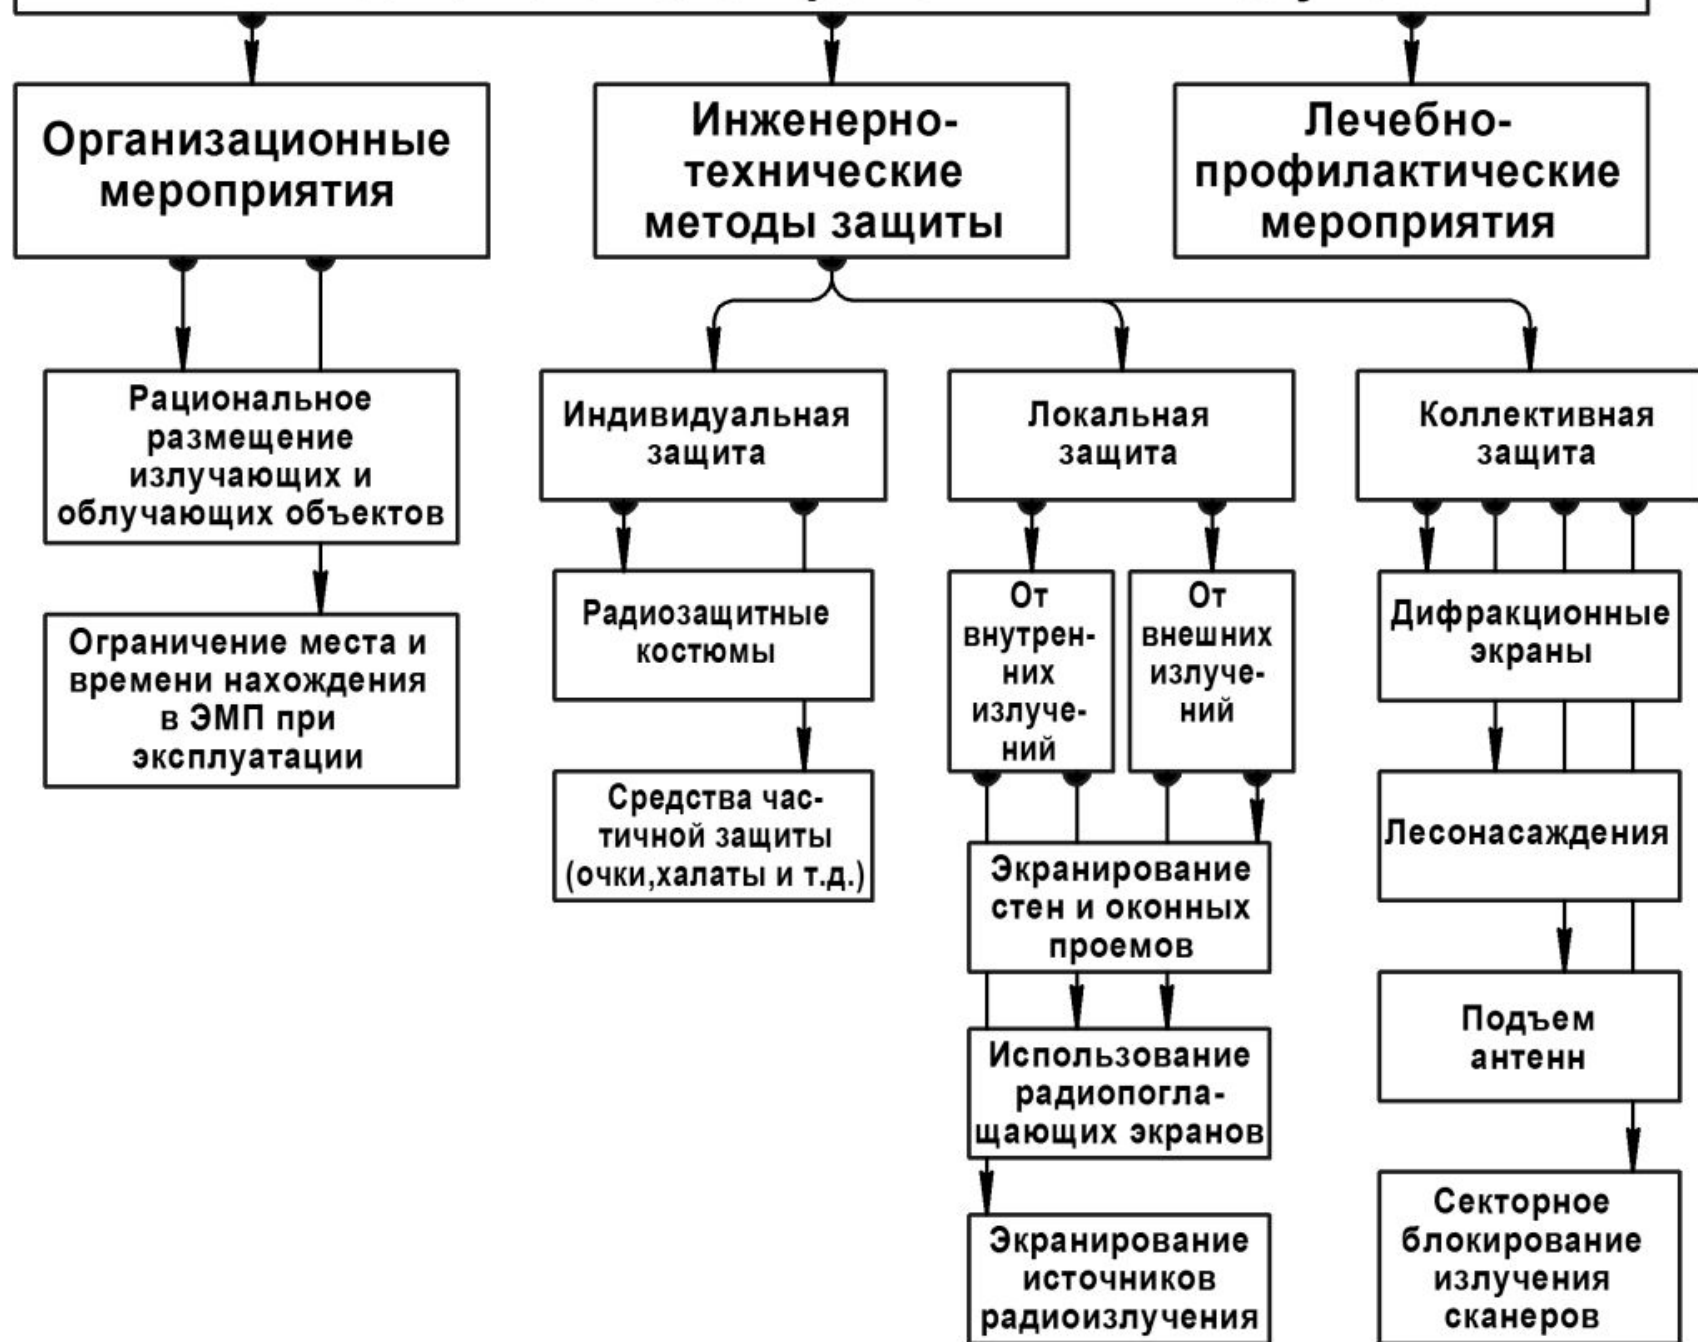 Организационные
мероприятия
Инженерно-
технические
методы защиты
Лечебно-
профилактические
мероприятия
Рациональное
размещение
излучающих и
облучающих объектов
Ограничение места и
времени нахождения
в ЭМП при
эксплуатации
Индивидуальная
защита
Радиозащитные
костюмы
Средства час-
тичной защиты
(очки,халаты и т.д.)
Локальная
защита
От
внутрен-
них
излуче-
ний
От
внешних
излуче-
ний
Экранирование
стен и оконных
проемов
Использование
радиопогла-
щающих экранов
Экранирование
источников
радиоизлучения
Коллективная
защита
Дифракционные
экраны
Лесонасаждения
Подъем
антенн
Секторное
блокирование
излучения
сканеров